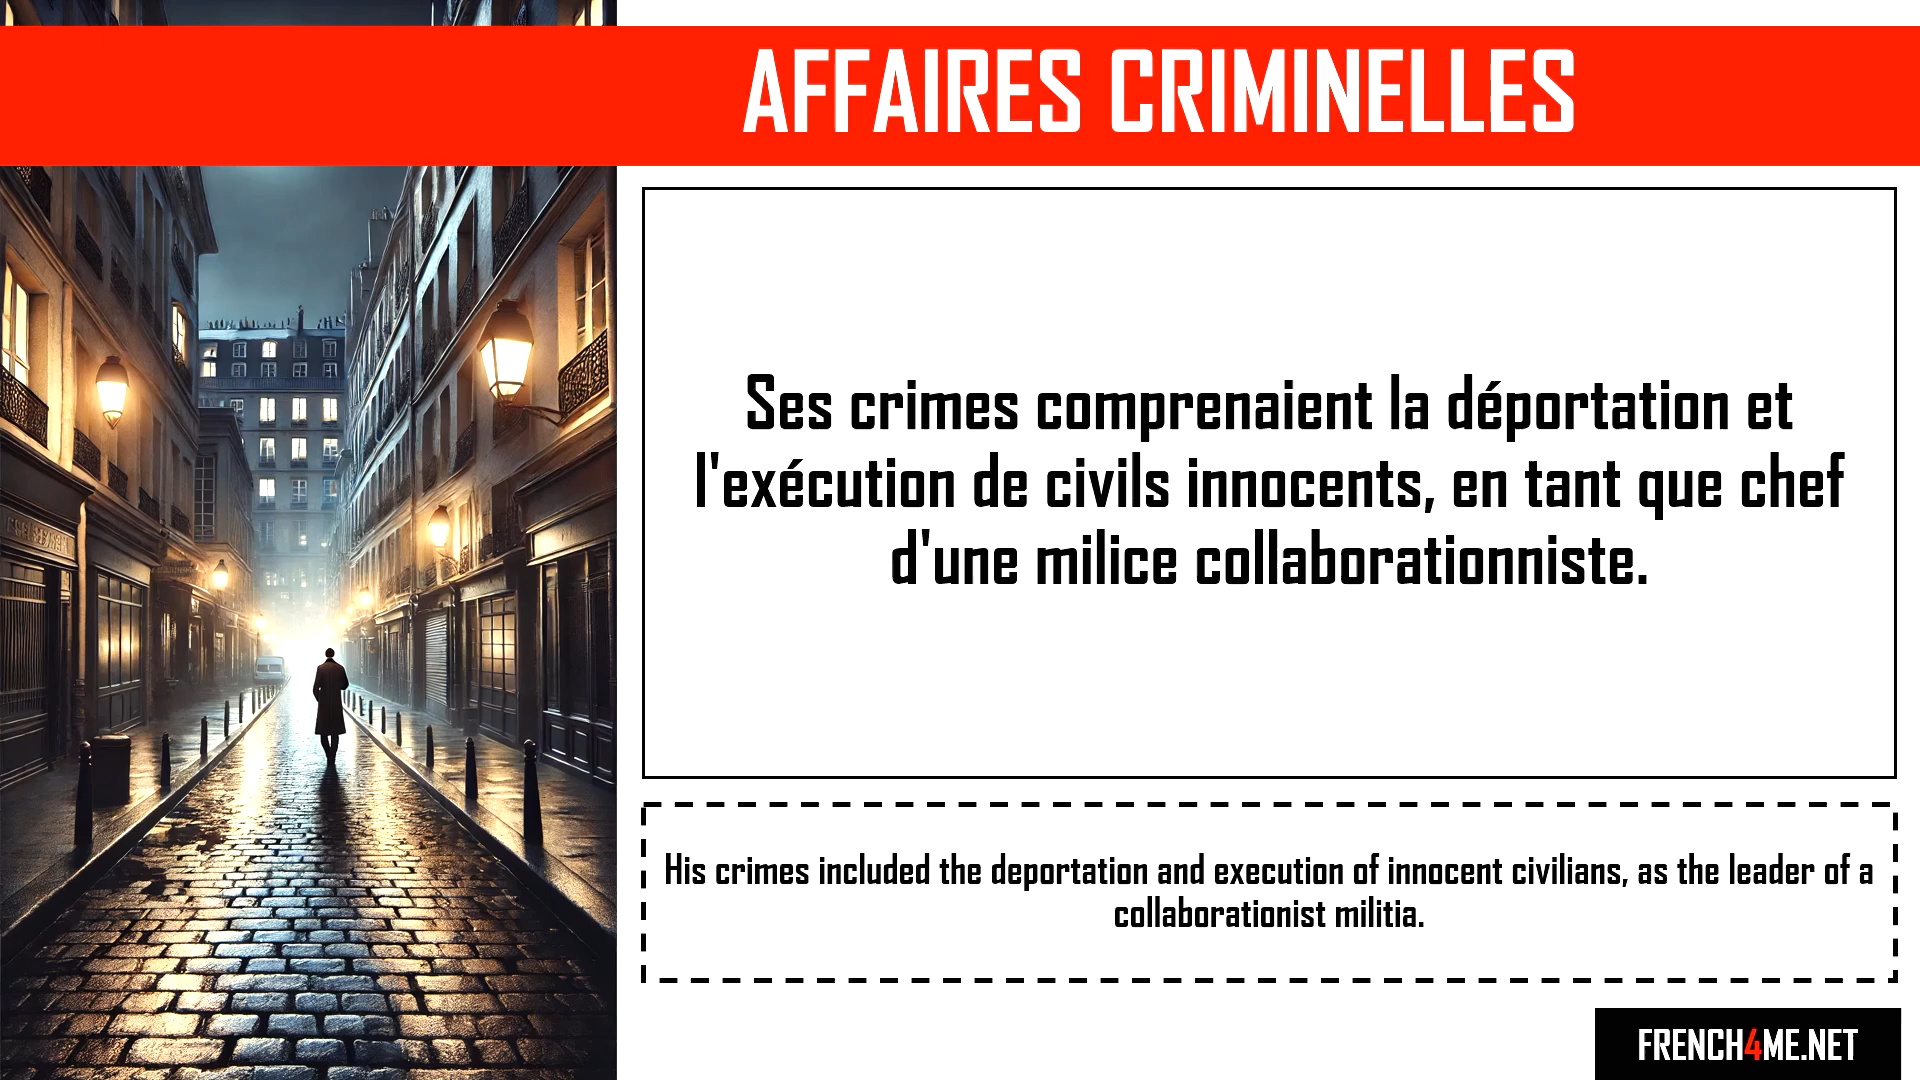 AFFAIRES CRIMINELLES
Ses crimes comprenaient la déportation et
l'exécution de civils innocents, en tant que chef
d'une milice collaborationniste.
His crimes included the deportation and execution of innocent civilians, as the leader of a
collaborationist militia.
FRENCH4ME.NET